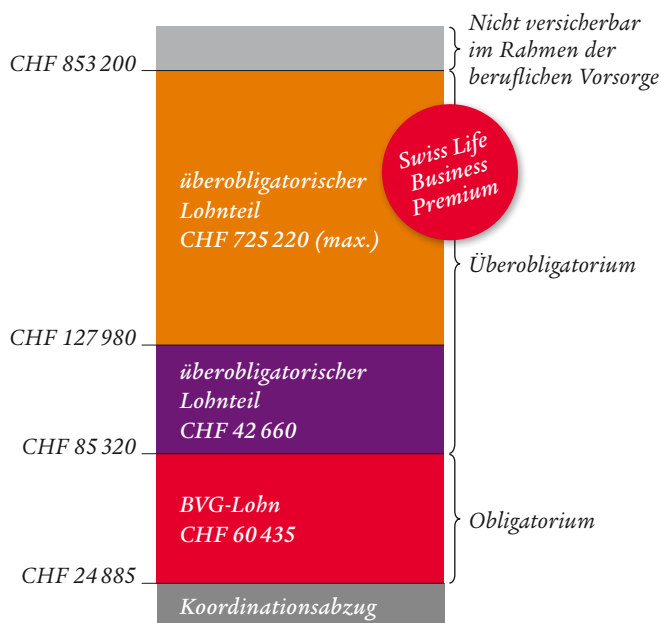 Nicht versicherbar
im Rahmen der
beruflichen Vorsorge
CHF 853 200
Swiss Life
Business
Premium
überobligatorischer
Lohnteil
CHF 725 220 (max.)
Überobligatorium
CHF 127 980
überobligatorischer
Lohnteil
CHF 42 660
CHF 85 320
BVG-Lohn
CHF 60 435
Obligatorium
CHF 24 885
Koordinationsabzug